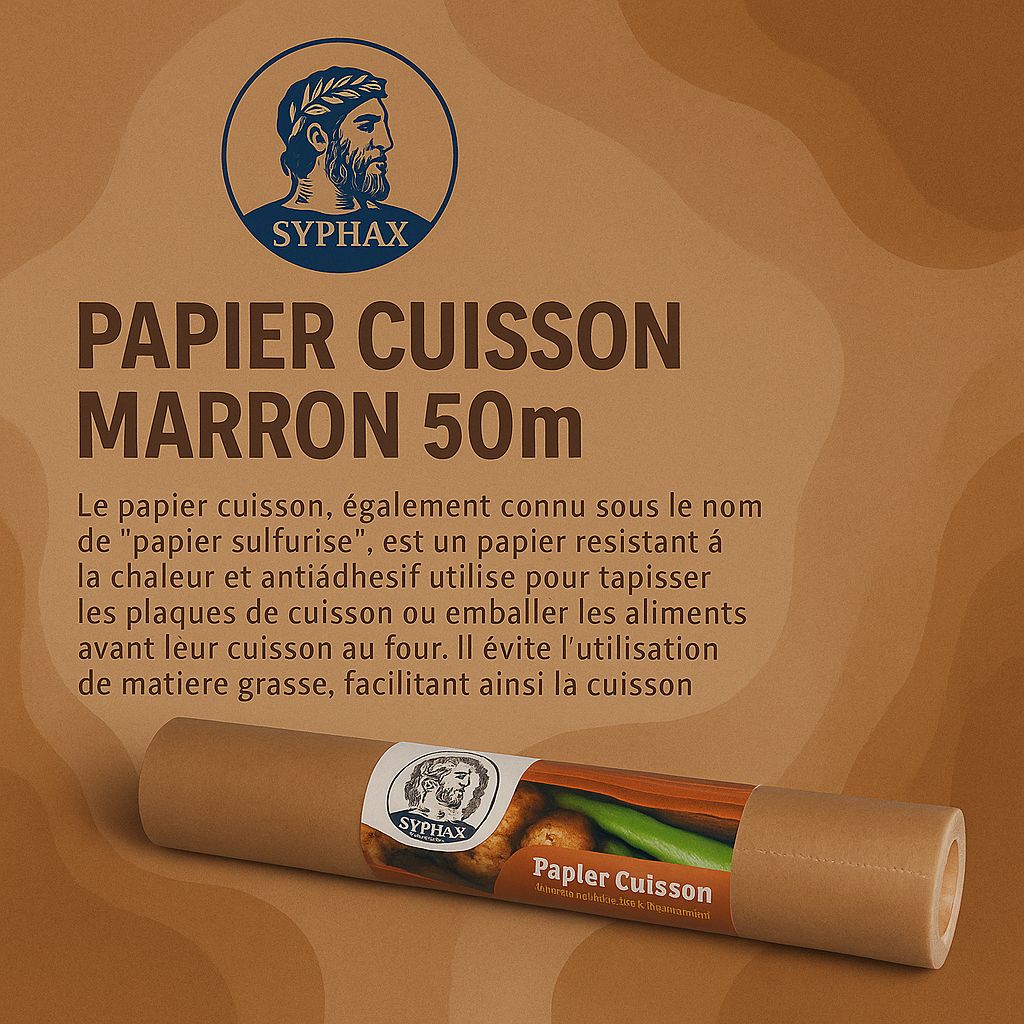 SYPHAX
PAPIER CUISSON
MARRON 50m
Le papier cuisson, également connu sous le nom
de "papier sulfurise", est un papier resistant á
la chaleur et antiádhesif utilise pour tapisser
les plaques de cuisson ou emballer les aliments
avant leur cuisson au four. Il évite l'utilisation
de matiere grasse, facilitant ainsi la cuisson
SYPHAX
Papler Cuisson